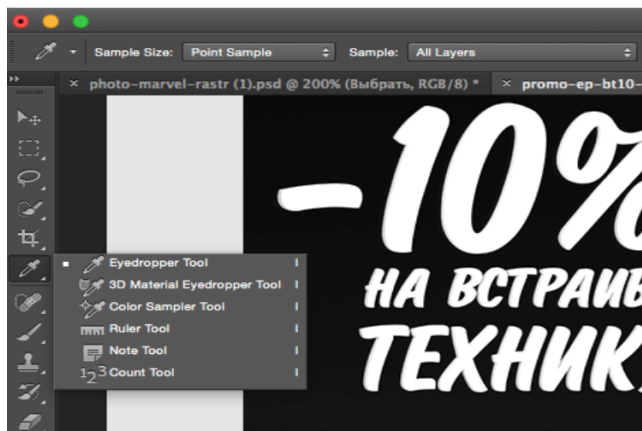 Sample Size: Point Sample Sample: All Layers
photo-marvel-rastr (1).psd @ 200% (Выбрать, RGB/8) * × promo-ep-bt10-
-10%
Eyedropper Tool I
3D Material Eyedropper Tool I
Color Sampler Tool I
Ruler Tool I
Note Tool I
Count Tool I
НА ВСТРАИВ
ТЕХНИК